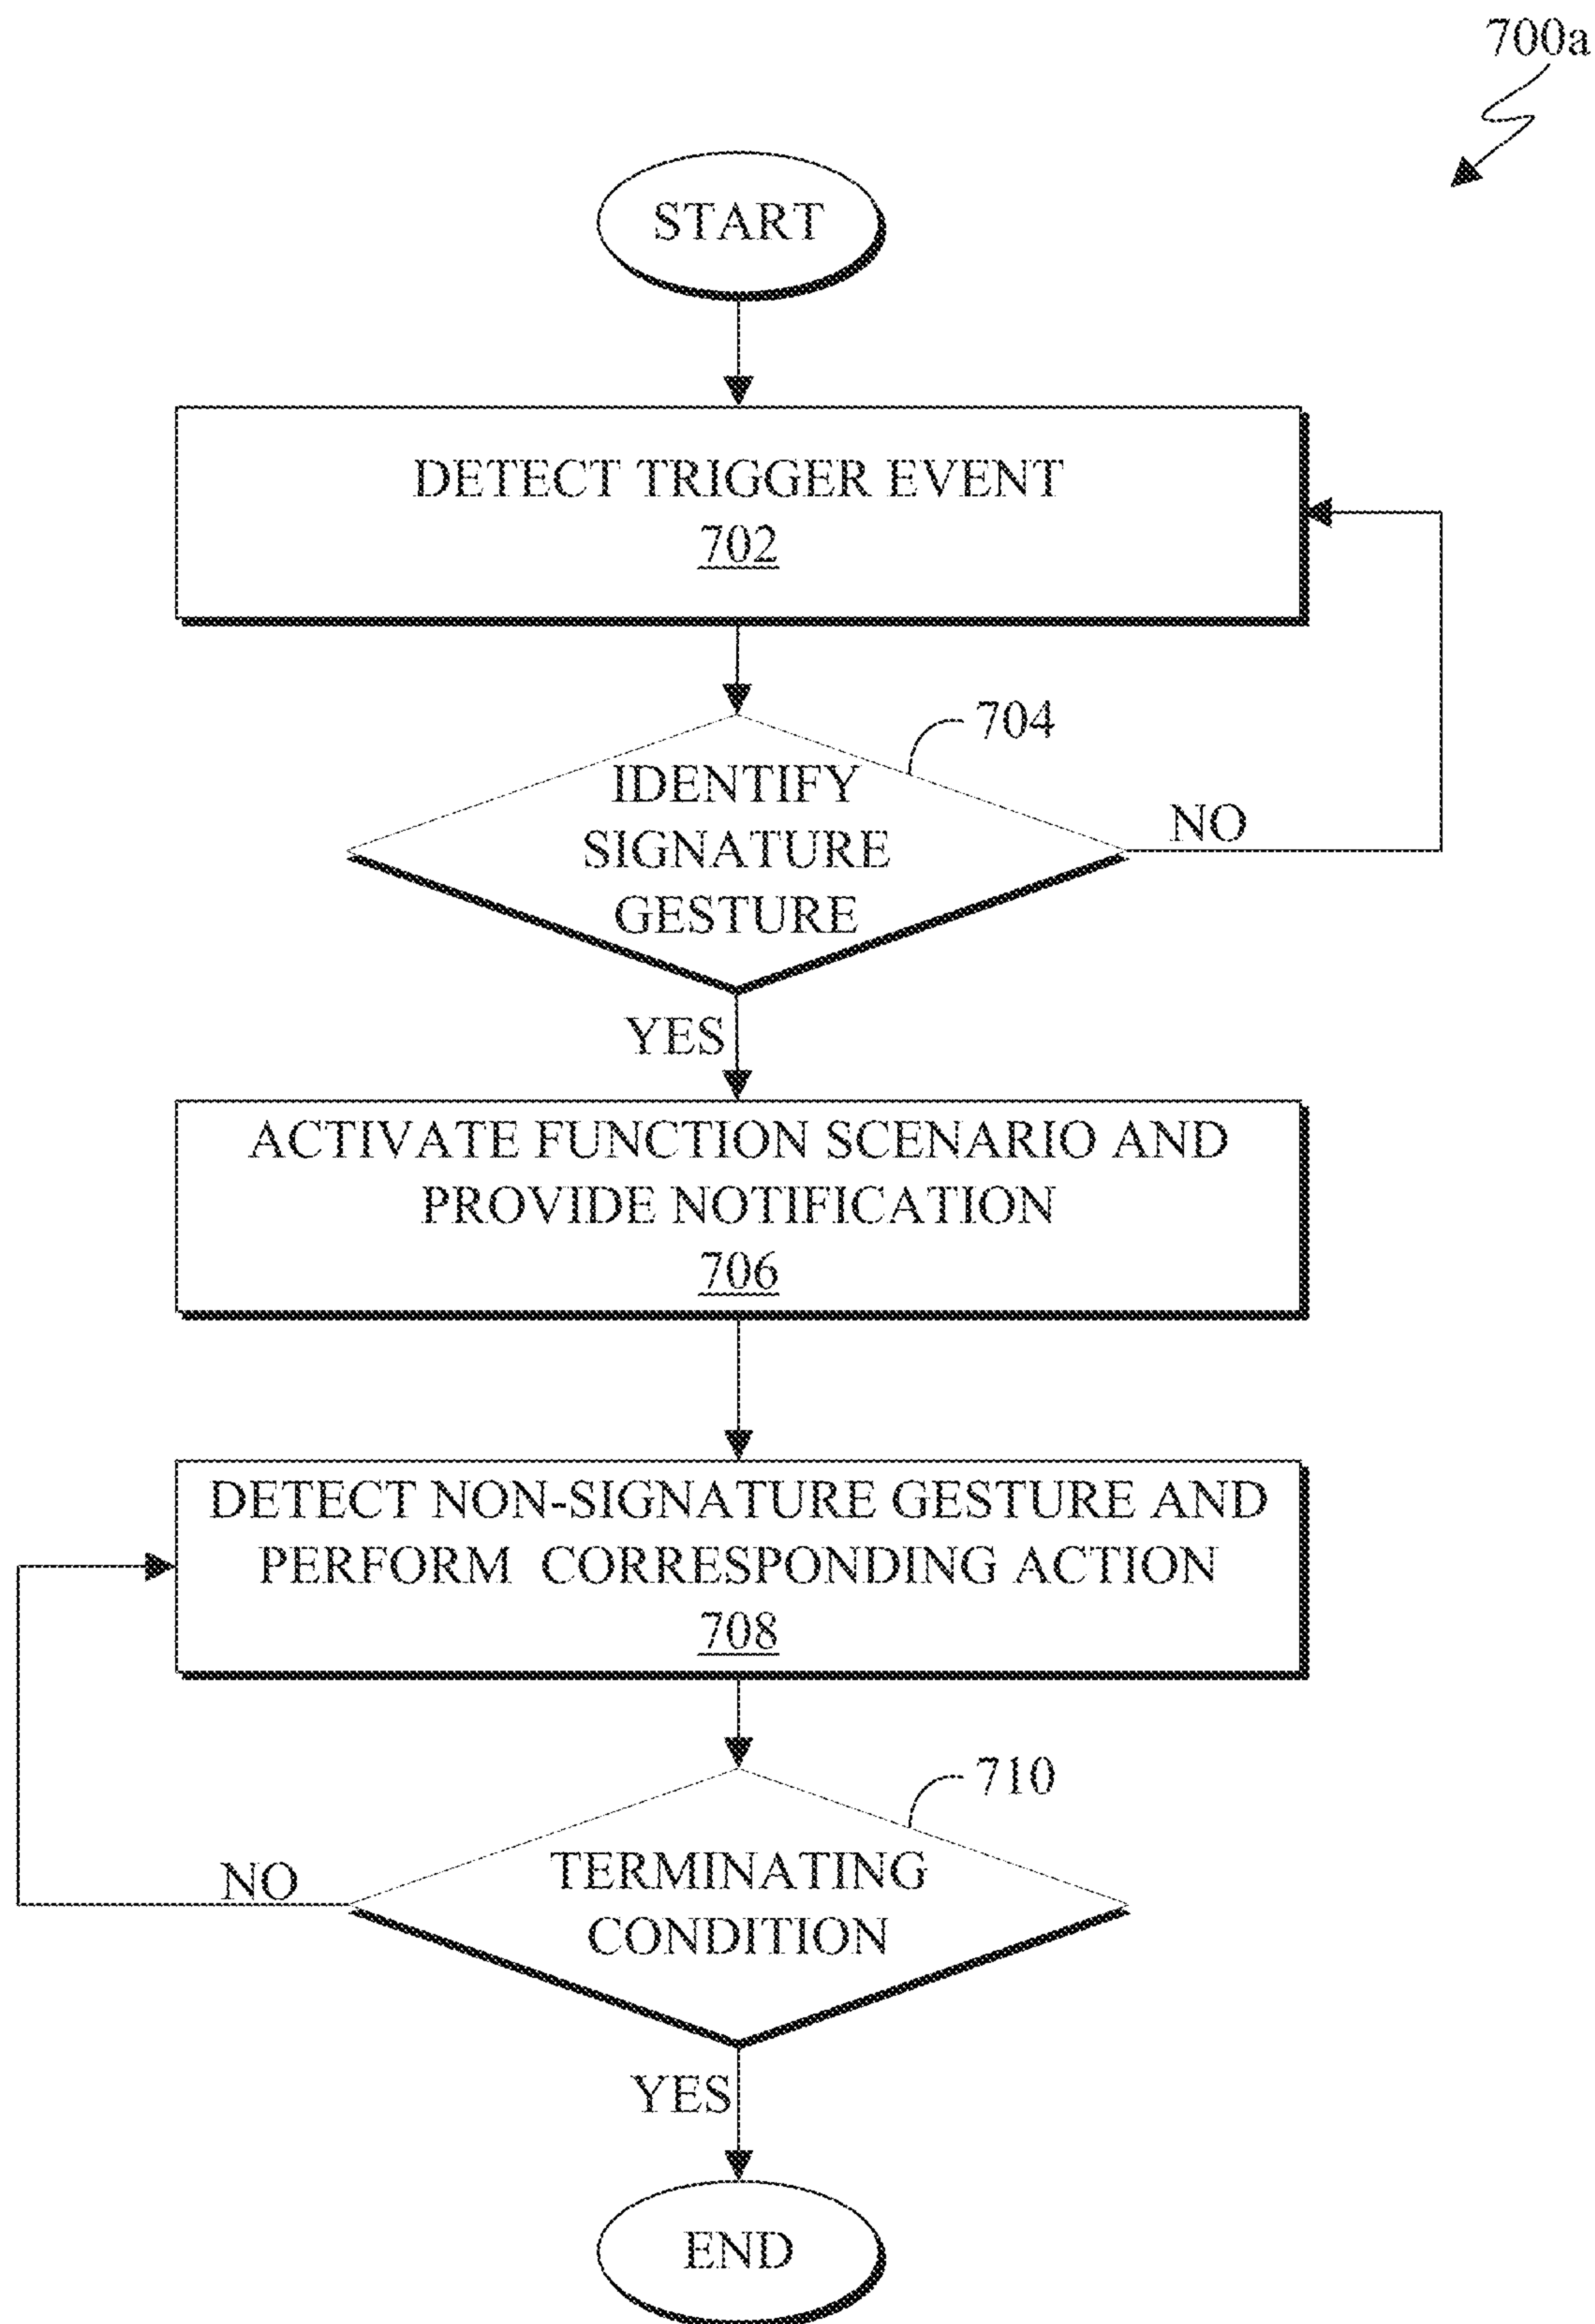 700a
START
DETECT TRIGGER EVENT
702
704
IDENTIFY
SIGNATURE
GESTURE
NO
YES
ACTIVATE FUNCTION SCENARIO AND
PROVIDE NOTIFICATION
706
DETECT NON-SIGNATURE GESTURE AND
PERFORM CORRESPONDING ACTION
708
710
TERMINATING
CONDITION
NO
YES
END